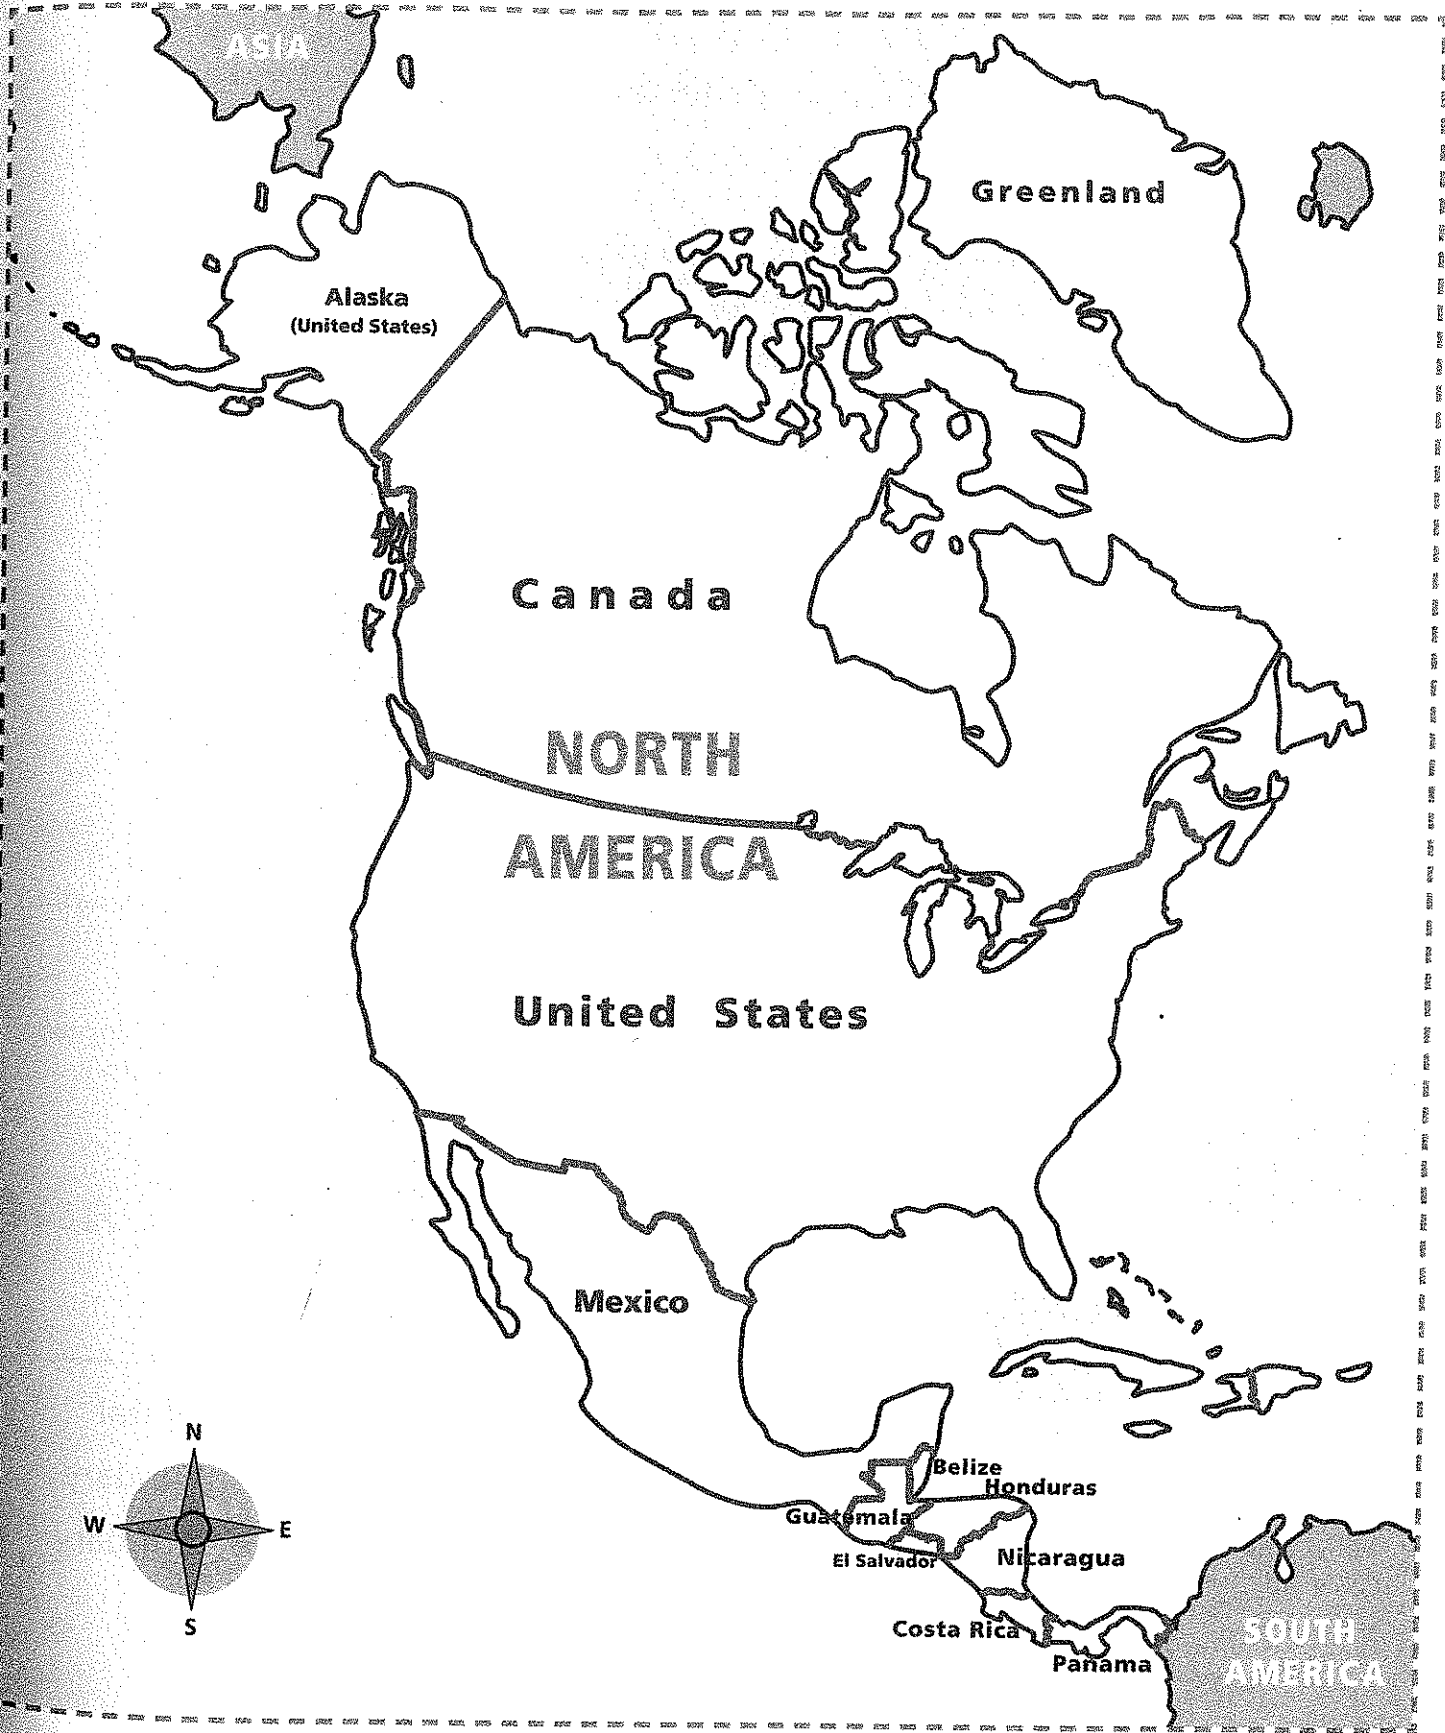 ASIA
Greenland
Alaska
(United States)
Canada
NORTH
AMERICA
United States
Mexico
N
W
E
S
Belize
Honduras
Guatemala
El Salvador
Nicaragua
Costa Rica
Panama
SOUTH
AMERICA